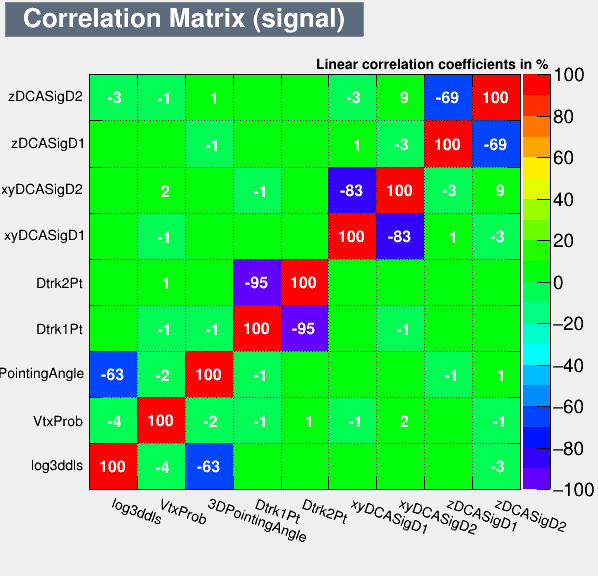 Correlation Matrix (signal)
Linear correlation coefficients in %
zDCASigD2 -3 -1 1 -3 9 -69 100
zDCASigD1 -1 1 -3 100 -69
xyDCASigD2 2 -1 -83 100 -3 9
xyDCASigD1 -1 100 -83 1 -3
Dtrk2Pt 1 -95 100
Dtrk1Pt -1 -1 100 -95 -1
PointingAngle -63 -2 100 -1 -1 1
VtxProb -4 100 -2 -1 1 -1 2 -1
log3ddls 100 -4 -63 -3
log3ddls VtxProb 3DPointingAngle Dtrk1Pt Dtrk2Pt xyDCASigD1 xyDCASigD2 zDCASigD1 zDCASigD2
100
80
60
40
20
0
−20
−40
−60
−80
−100